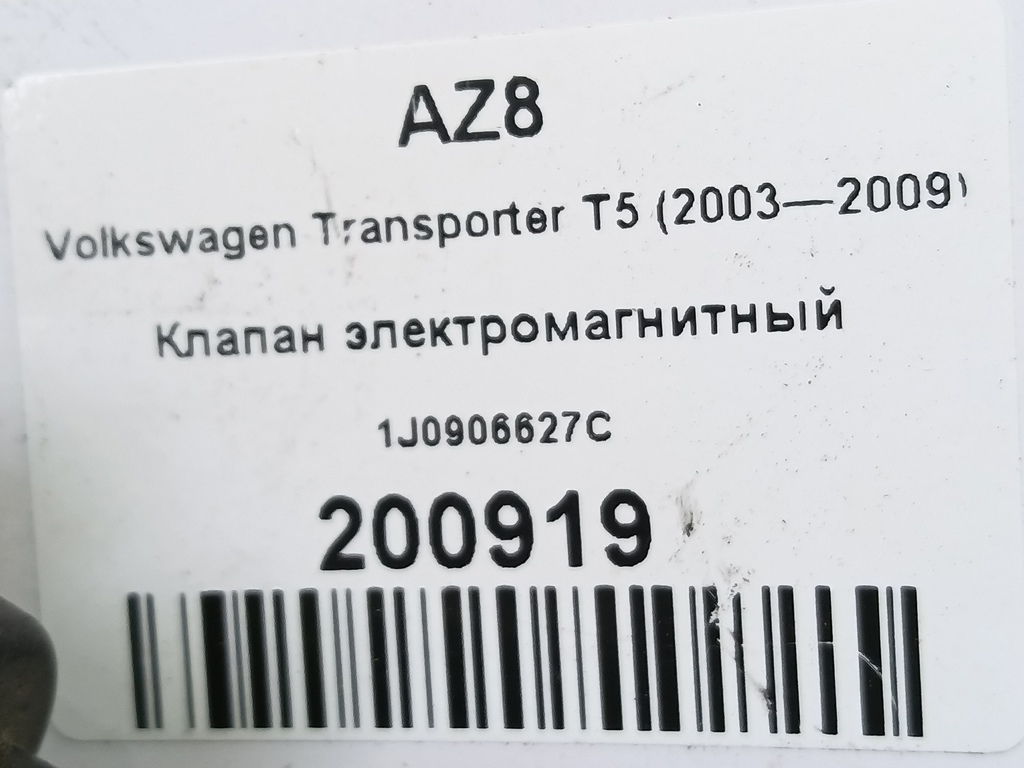 AZ8
Volkswagen Transporter T5 (2003—2009)
Клапан электромагнитный
1J0906627C
200919